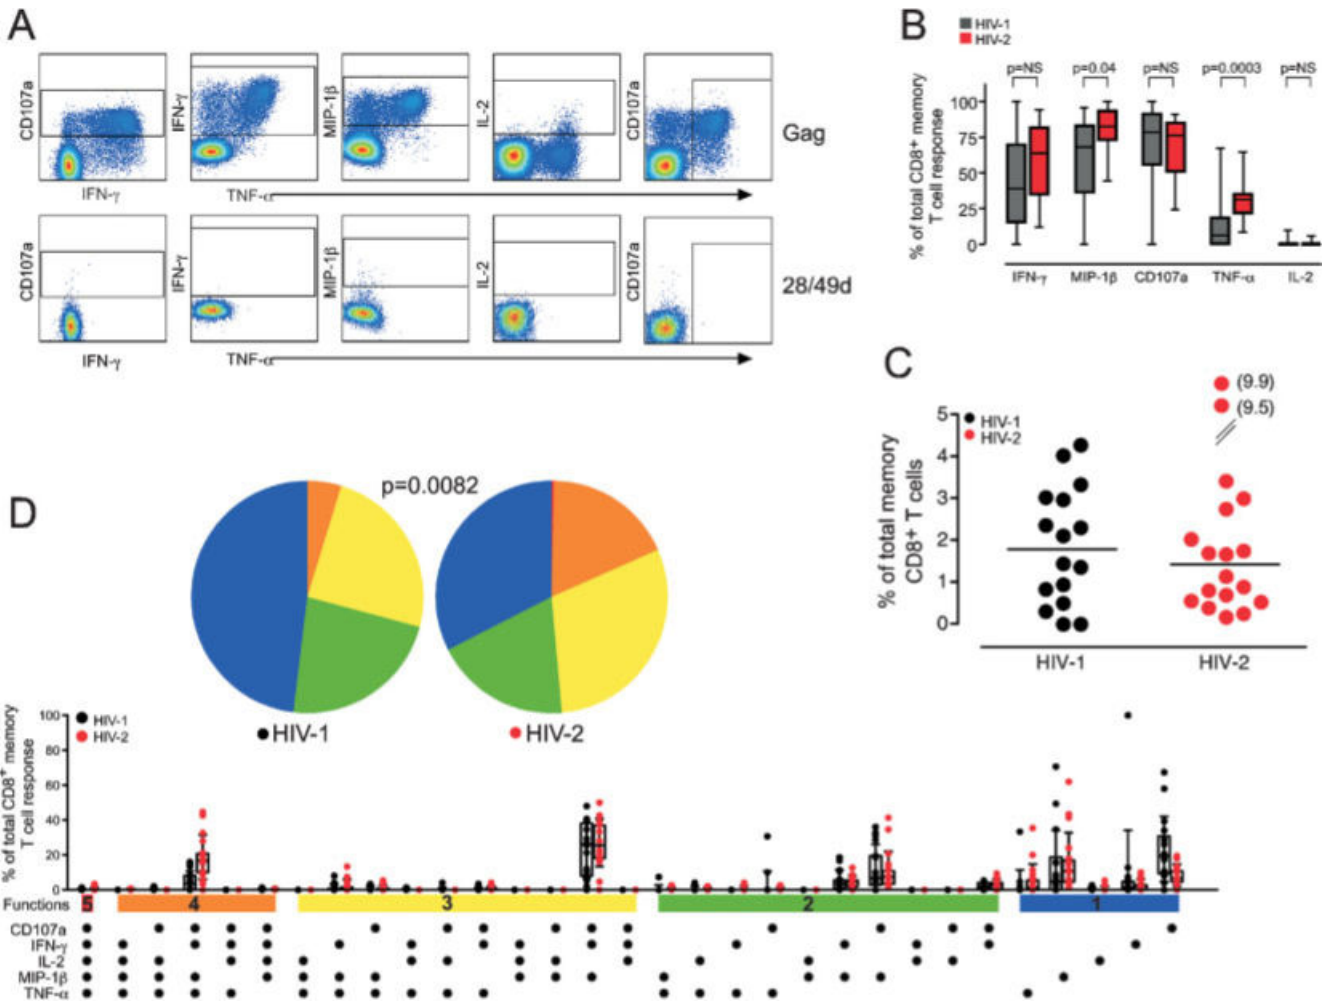 A
CD107a
IFN-γ
MIP-1β
IL-2
CD107a
Gag
IFN-γ
TNF-α
CD107a
IFN-γ
MIP-1β
IL-2
CD107a
28/49d
IFN-γ
TNF-α
B
HIV-1
HIV-2
p=NS p=0.04 p=NS p=0.0003 p=NS
% of total CD8+ memory
T cell response
100
75
50
25
0
IFN-γ MIP-1β CD107a TNF-α IL-2
C
(9.9)
(9.5)
HIV-1
HIV-2
% of total memory
CD8+ T cells
5
4
3
2
1
0
HIV-1 HIV-2
D
p=0.0082
HIV-1 HIV-2
HIV-1
HIV-2
% of total CD8+ memory
T cell response
100
80
60
40
20
0
Functions 5 4 3 2 1
CD107a
IFN-γ
IL-2
MIP-1β
TNF-α